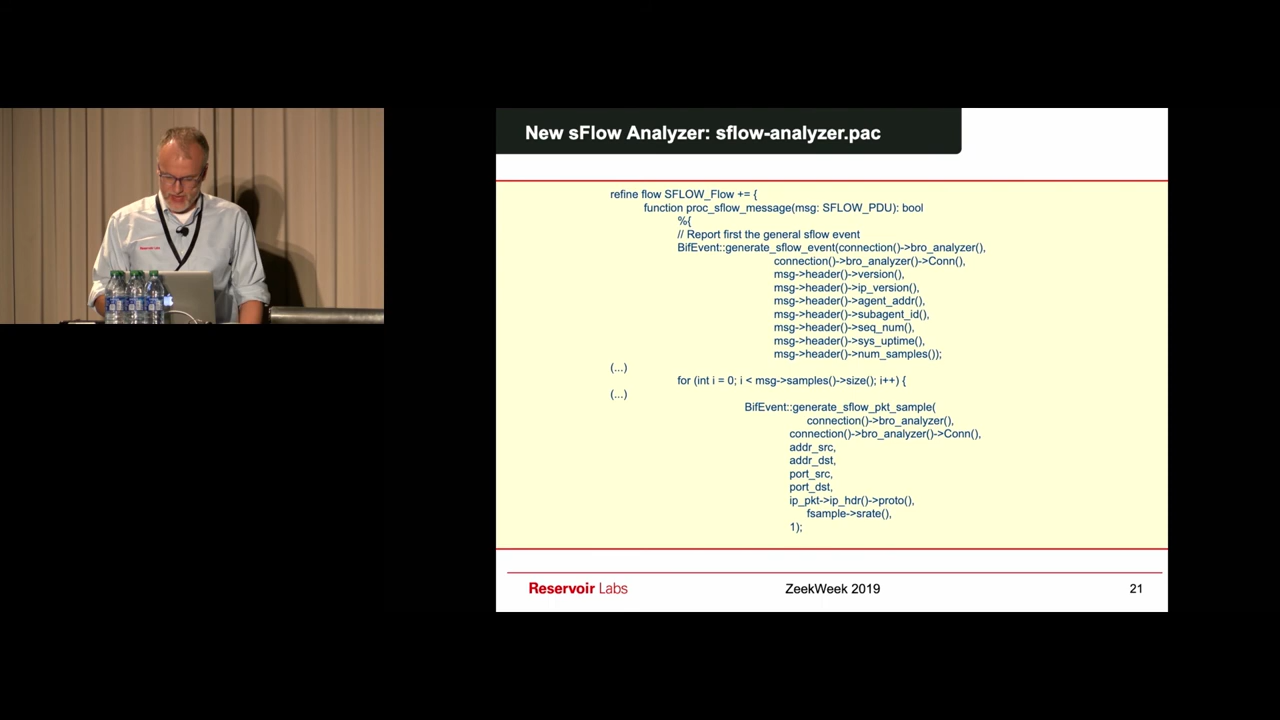 New sFlow Analyzer: sflow-analyzer.pac
refine flow SFLOW_Flow += {
function proc_sflow_message(msg: SFLOW_PDU): bool
%{
// Report first the general sflow event
BifEvent::generate_sflow_event(connection()->bro_analyzer(),
connection()->bro_analyzer()->Conn(),
msg->header()->version(),
msg->header()->ip_version(),
msg->header()->agent_addr(),
msg->header()->subagent_id(),
msg->header()->seq_num(),
msg->header()->sys_uptime(),
msg->header()->num_samples());
(...)
for (int i = 0; i < msg->samples()->size(); i++) {
(...)
BifEvent::generate_sflow_pkt_sample(
connection()->bro_analyzer(),
connection()->bro_analyzer()->Conn(),
addr_src,
addr_dst,
port_src,
port_dst,
ip_pkt->ip_hdr()->proto(),
fsample->srate(),
1);
Reservoir Labs
ZeekWeek 2019
21